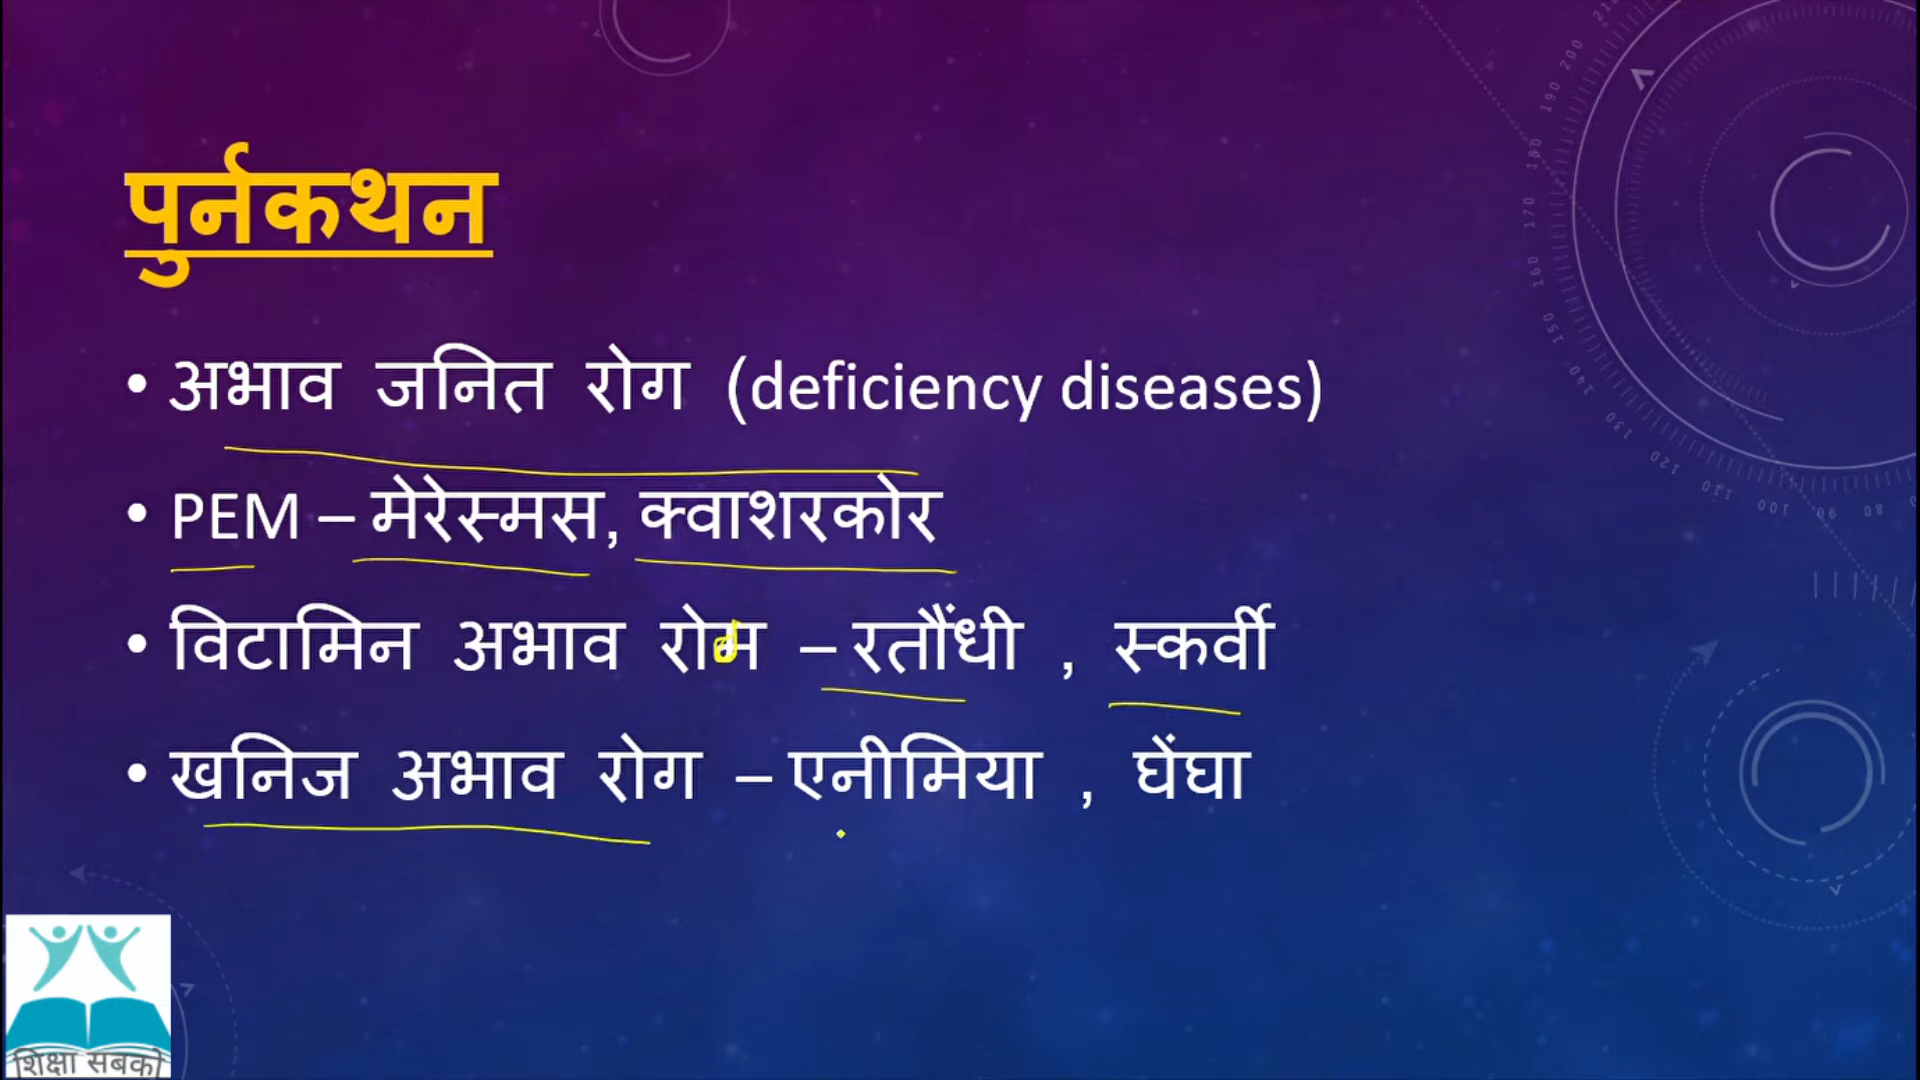 पुर्नकथन
• अभाव जनित रोग (deficiency diseases)
• PEM – मेरेस्मस, क्वाशरकोर
• विटामिन अभाव रोम – रतौंधी , स्कर्वी
• खनिज अभाव रोग – एनीमिया , घेंघा
शिक्षा सबको